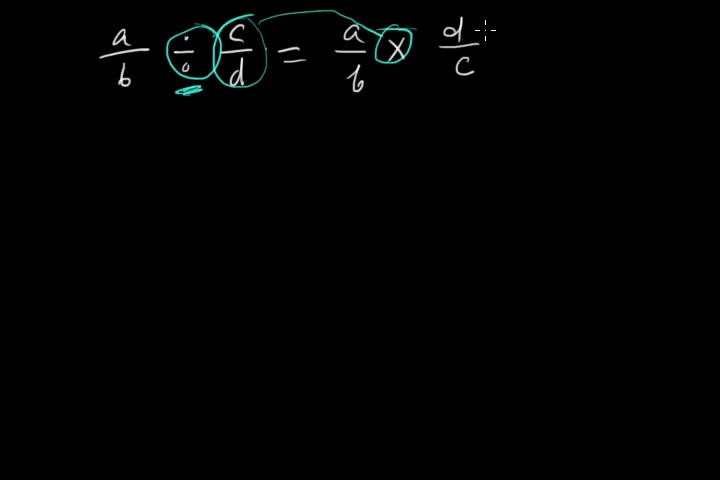 a/b ÷ c/d = a/b × d/c